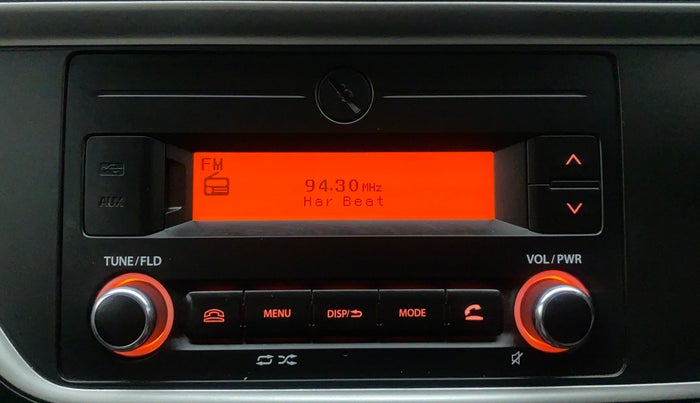 FM
94.30 MHz
Har Beat
AUX
TUNE/FLD
VOL/PWR
MENU
DISP/
MODE